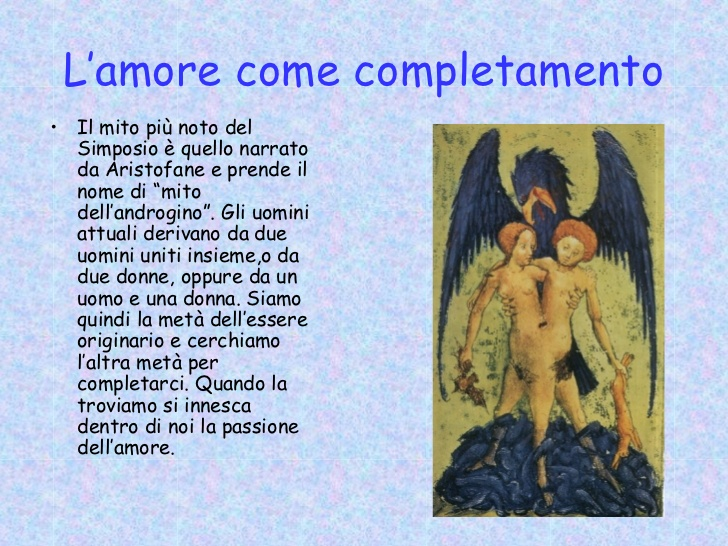 L’amore come completamento
• Il mito più noto del
Simposio è quello narrato
da Aristofane e prende il
nome di “mito
dell’androgino”. Gli uomini
attuali derivano da due
uomini uniti insieme,o da
due donne, oppure da un
uomo e una donna. Siamo
quindi la metà dell’essere
originario e cerchiamo
l’altra metà per
completarci. Quando la
troviamo si innesca
dentro di noi la passione
dell’amore.